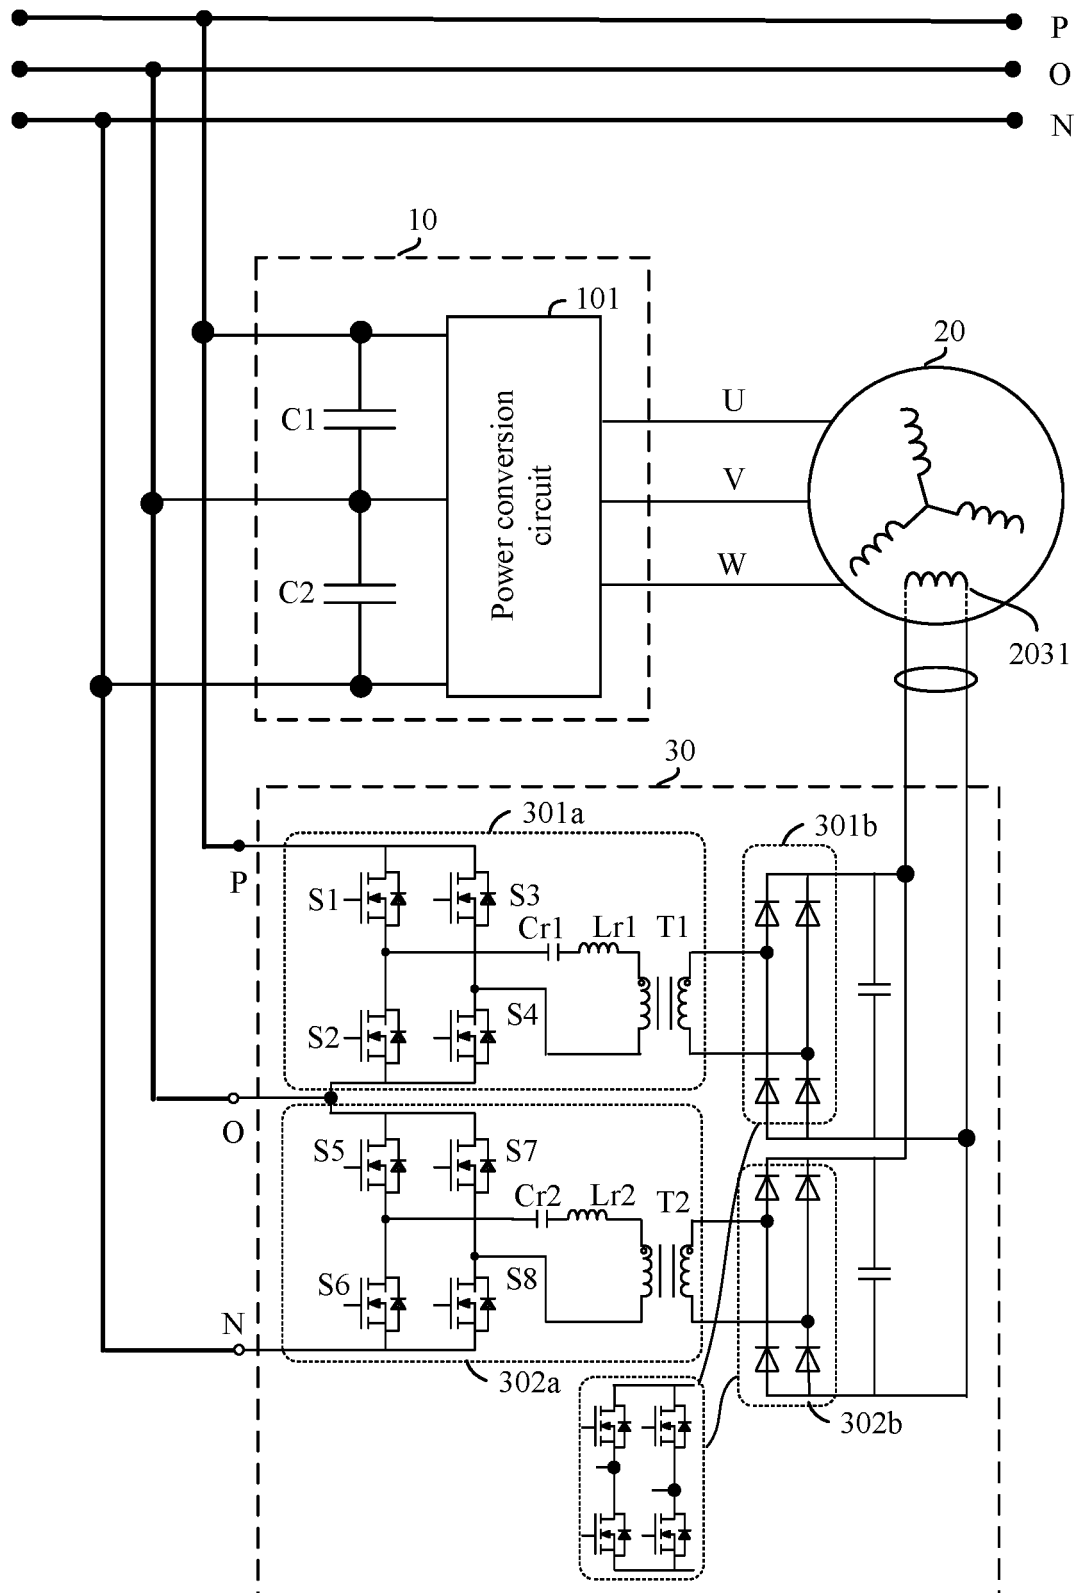 P
O
N
10
101
20
C1
U
Power conversion
circuit
V
C2
W
2031
30
301a
301b
P
S1
S3
Cr1
Lr1
T1
S2
S4
O
S5
S7
Cr2
Lr2
T2
S6
S8
N
302a
302b